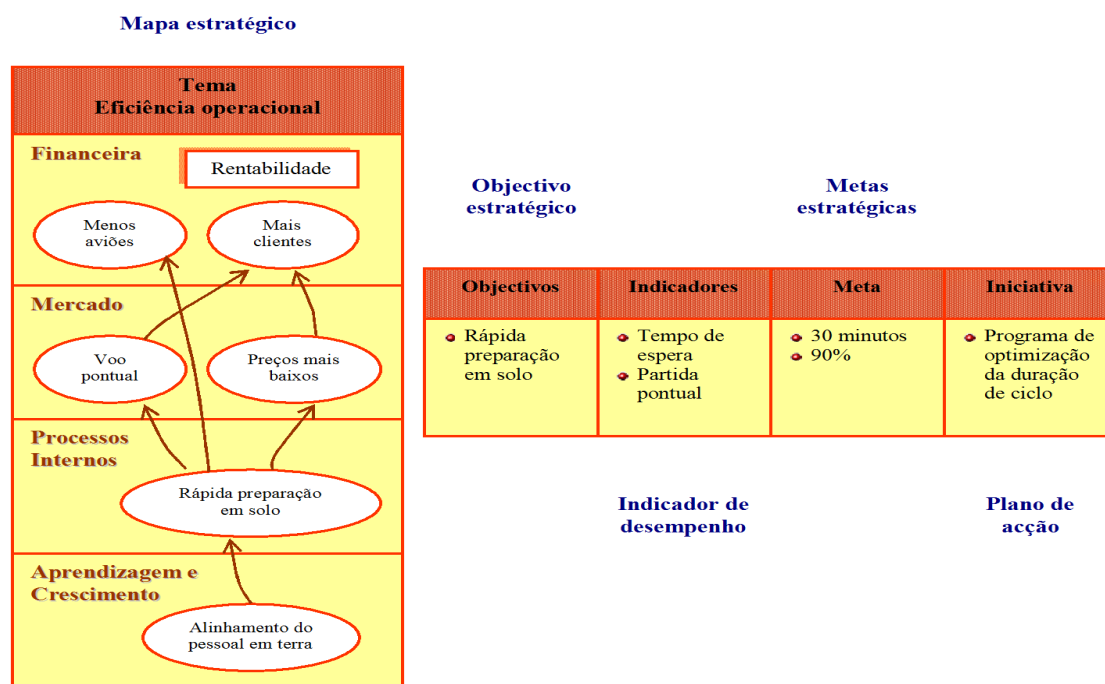 Mapa estratégico
Tema
Eficiência operacional
Financeira
Rentabilidade
Menos
aviões
Mais
clientes
Mercado
Voo
pontual
Preços mais
baixos
Processos
Internos
Rápida preparação
em solo
Aprendizagem e
Crescimento
Alinhamento do
pessoal em terra
Objectivo
estratégico
Metas
estratégicas
Objectivos
Indicadores
Meta
Iniciativa
Rápida
preparação
em solo
Tempo de
espera
Partida
pontual
30 minutos
90%
Programa de
optimização
da duração
de ciclo
Indicador de
desempenho
Plano de
acção